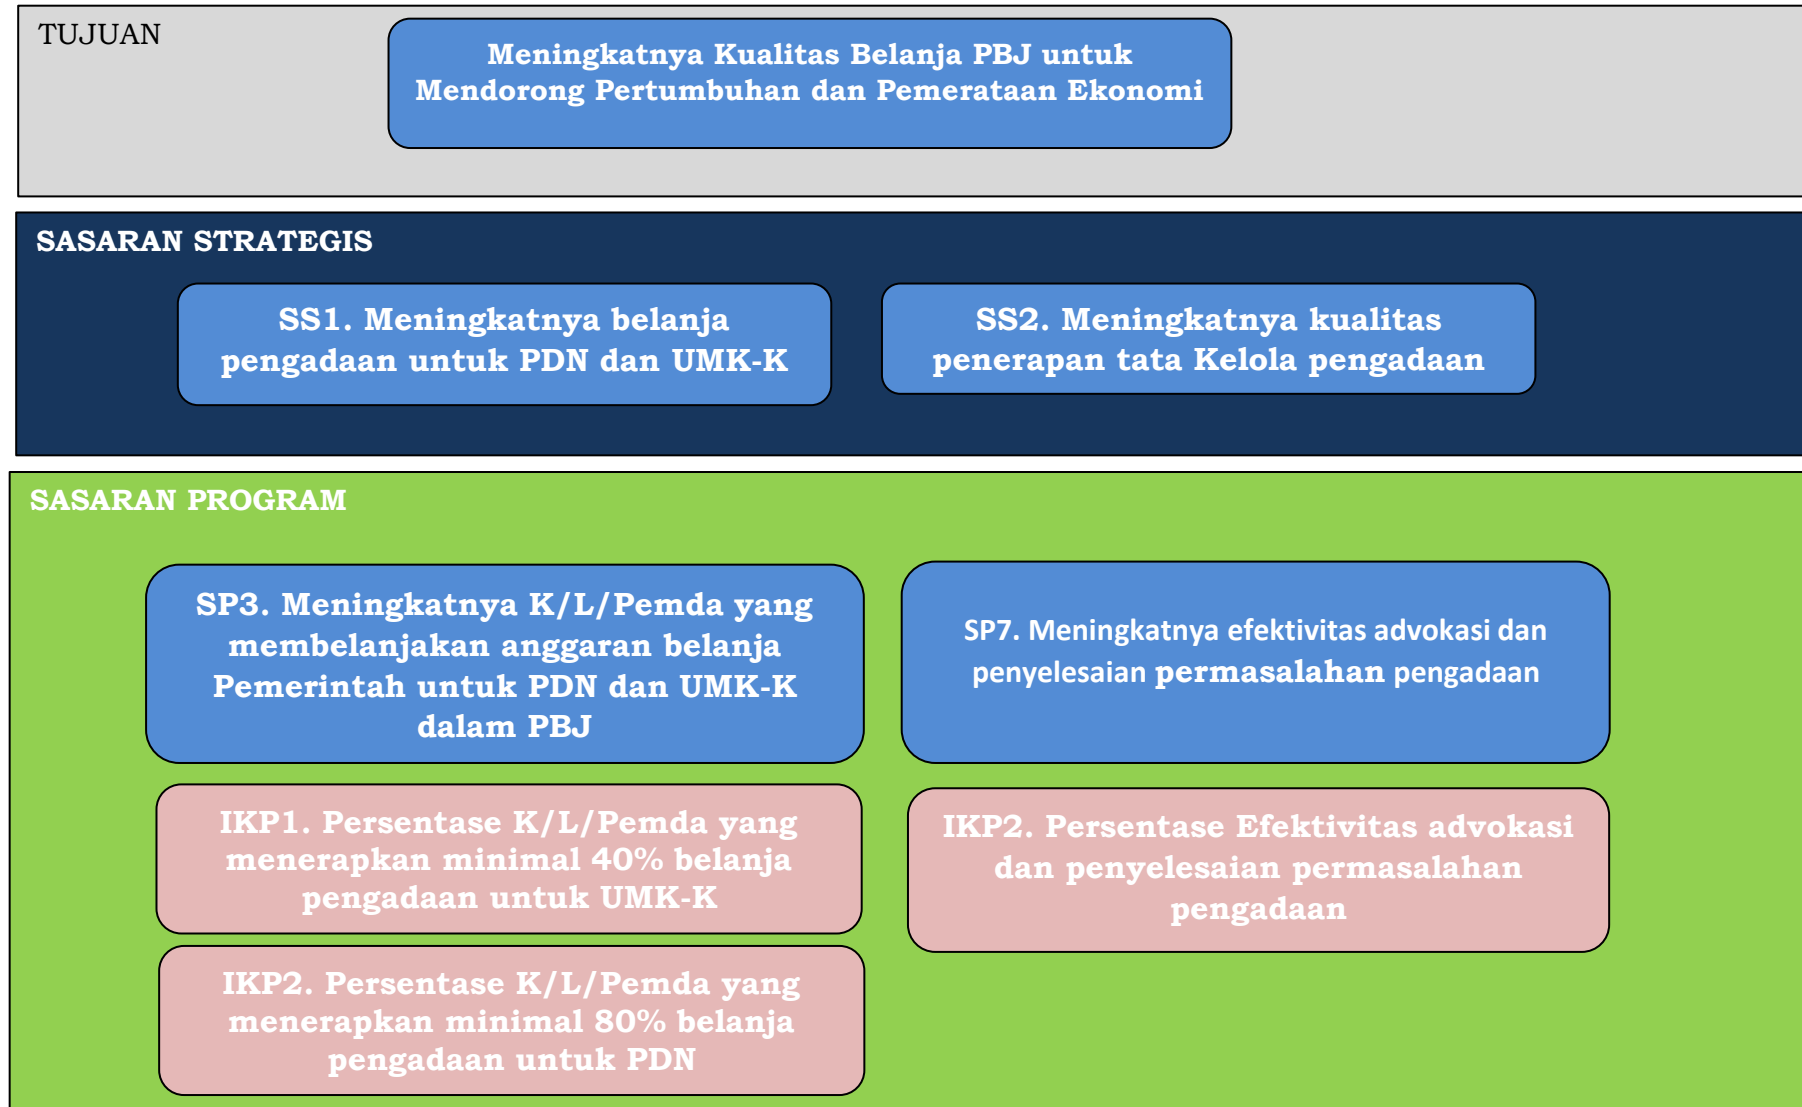 TUJUAN
Meningkatnya Kualitas Belanja PBJ untuk
Mendorong Pertumbuhan dan Pemerataan Ekonomi
SASARAN STRATEGIS
SS1. Meningkatnya belanja
pengadaan untuk PDN dan UMK-K
SS2. Meningkatnya kualitas
penerapan tata Kelola pengadaan
SASARAN PROGRAM
SP3. Meningkatnya K/L/Pemda yang
membelanjakan anggaran belanja
Pemerintah untuk PDN dan UMK-K
dalam PBJ
SP7. Meningkatnya efektivitas advokasi dan
penyelesaian permasalahan pengadaan
IKP1. Persentase K/L/Pemda yang
menerapkan minimal 40% belanja
pengadaan untuk UMK-K
IKP2. Persentase Efektivitas advokasi
dan penyelesaian permasalahan
pengadaan
IKP2. Persentase K/L/Pemda yang
menerapkan minimal 80% belanja
pengadaan untuk PDN